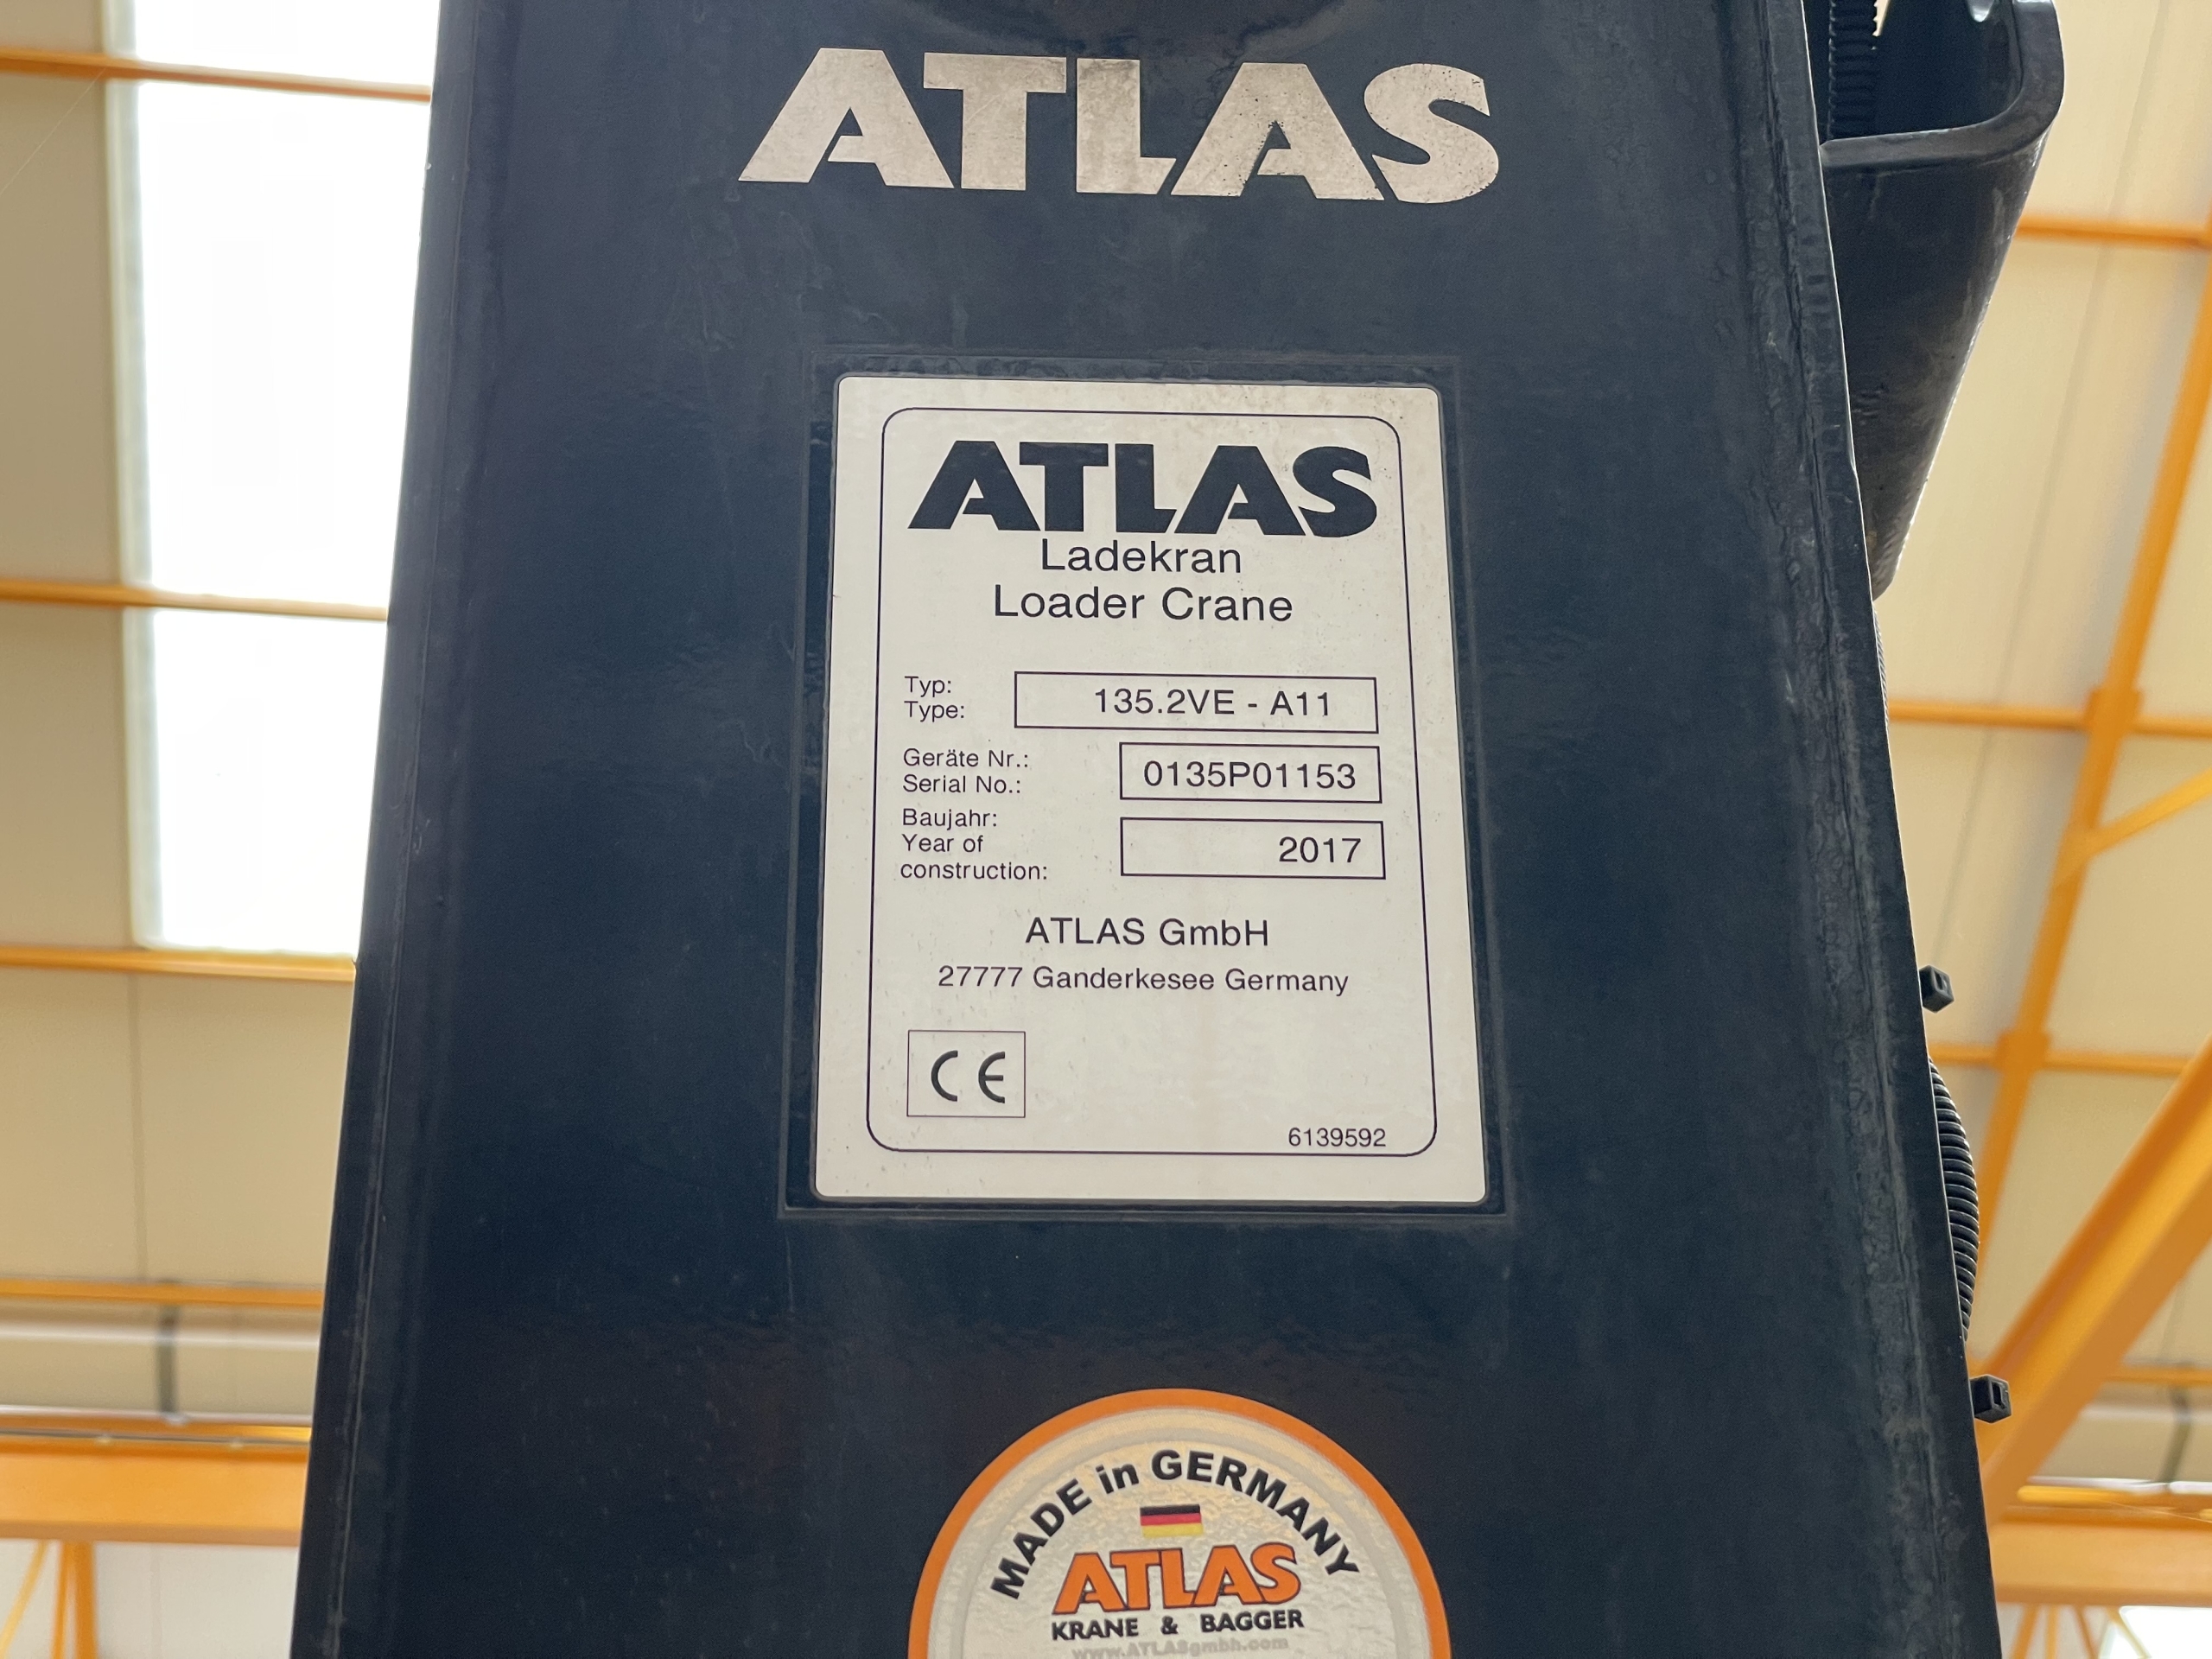 ATLAS
ATLAS
Ladekran
Loader Crane
Typ:
Type:
135.2VE - A11
Geräte Nr.:
Serial No.:
0135P01153
Baujahr:
Year of
construction:
2017
ATLAS GmbH
27777 Ganderkesee Germany
CE
6139592
MADE in GERMANY
ATLAS
KRANE & BAGGER
www.ATLASgmbh.com